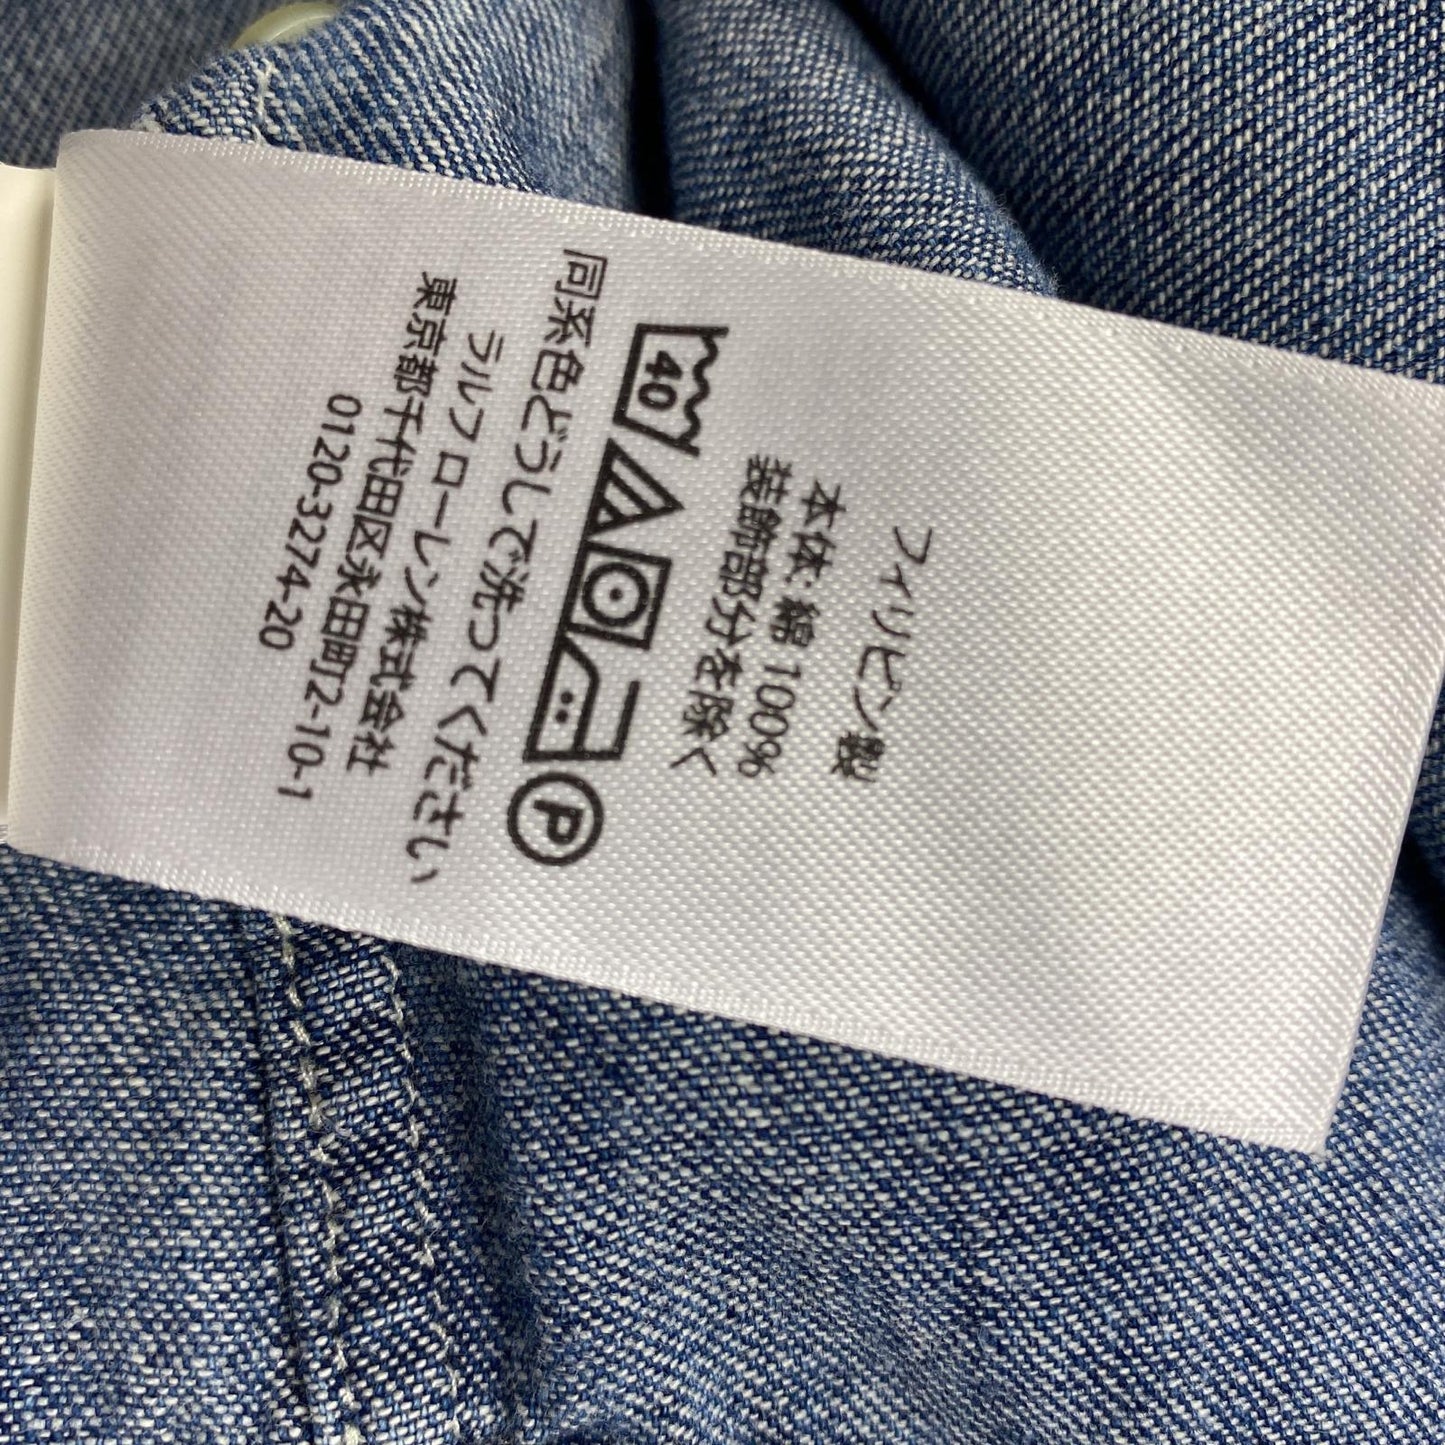 フィリピン製
本体: 綿 100%
装飾部分を除く
40
P
同系色どうしで洗ってください
ラルフローレン株式会社
東京都千代田区永田町2-10-1
0120-3274-20